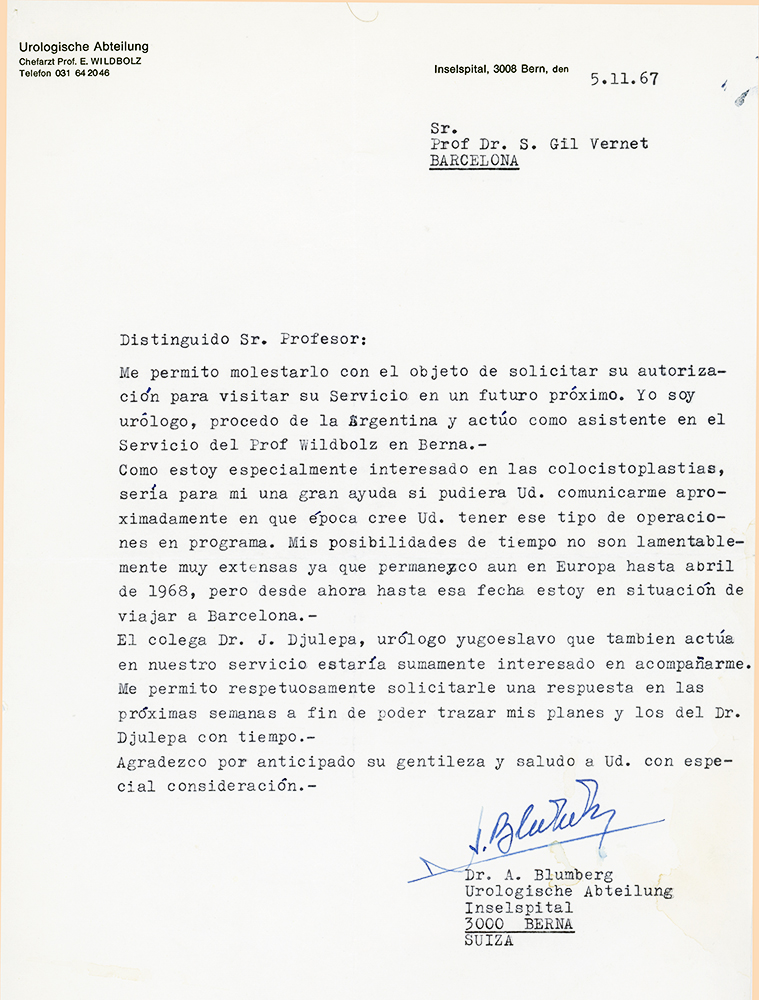 Urologische Abteilung
Chefarzt Prof. E. WILDBOLZ
Telefon 031 64 20 46
Inselspital, 3008 Bern, den 5.11.67
Sr.
Prof Dr. S. Gil Vernet
BARCELONA
Distinguido Sr. Profesor:
Me permito molestarlo con el objeto de solicitar su autoriza-
ción para visitar su Servicio en un futuro próximo. Yo soy
urólogo, procedo de la Argentina y actúo como asistente en el
Servicio del Prof Wildbolz en Berna.-
Como estoy especialmente interesado en las colocistoplastias,
sería para mi una gran ayuda si pudiera Ud. comunicarme apro-
ximadamente en que época cree Ud. tener ese tipo de operacio-
nes en programa. Mis posibilidades de tiempo no son lamentable-
mente muy extensas ya que permanezco aun en Europa hasta abril
de 1968, pero desde ahora hasta esa fecha estoy en situación de
viajar a Barcelona.-
El colega Dr. J. Djulepa, urólogo yugoeslavo que tambien actúa
en nuestro servicio estaría sumamente interesado en acompañarme.
Me permito respetuosamente solicitarle una respuesta en las
próximas semanas a fin de poder trazar mis planes y los del Dr.
Djulepa con tiempo.-
Agradezco por anticipado su gentileza y saludo a Ud. con espe-
cial consideración.-
Dr. A. Blumberg
Urologische Abteilung
Inselspital
3000 BERNA
SUIZA